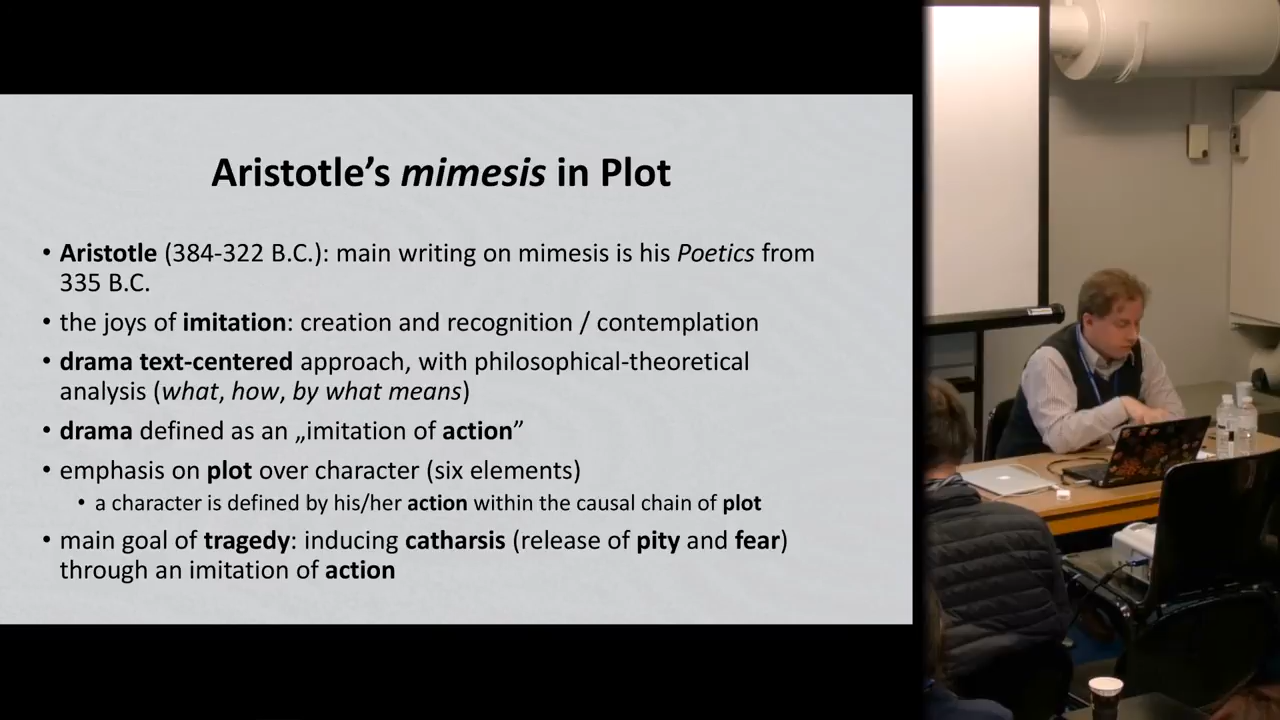 Aristotle’s mimesis in Plot
• Aristotle (384-322 B.C.): main writing on mimesis is his Poetics from
335 B.C.
• the joys of imitation: creation and recognition / contemplation
• drama text-centered approach, with philosophical-theoretical
analysis (what, how, by what means)
• drama defined as an „imitation of action”
• emphasis on plot over character (six elements)
• a character is defined by his/her action within the causal chain of plot
• main goal of tragedy: inducing catharsis (release of pity and fear)
through an imitation of action